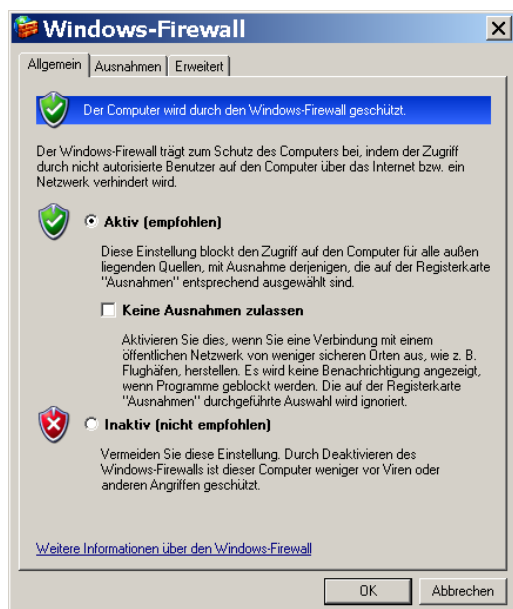 Windows-Firewall
Allgemein Ausnahmen Erweitert
Der Computer wird durch den Windows-Firewall geschützt.
Der Windows-Firewall trägt zum Schutz des Computers bei, indem der Zugriff
durch nicht autorisierte Benutzer auf den Computer über das Internet bzw. ein
Netzwerk verhindert wird.
Aktiv (empfohlen)
Diese Einstellung blockt den Zugriff auf den Computer für alle außen
liegenden Quellen, mit Ausnahme derjenigen, die auf der Registerkarte
"Ausnahmen" entsprechend ausgewählt sind.
Keine Ausnahmen zulassen
Aktivieren Sie dies, wenn Sie eine Verbindung mit einem
öffentlichen Netzwerk von weniger sicheren Orten aus, wie z. B.
Flughäfen, herstellen. Es wird keine Benachrichtigung angezeigt,
wenn Programme geblockt werden. Die auf der Registerkarte
"Ausnahmen" durchgeführte Auswahl wird ignoriert.
Inaktiv (nicht empfohlen)
Vermeiden Sie diese Einstellung. Durch Deaktivieren des
Windows-Firewalls ist dieser Computer weniger vor Viren oder
anderen Angriffen geschützt.
Weitere Informationen über den Windows-Firewall
OK Abbrechen